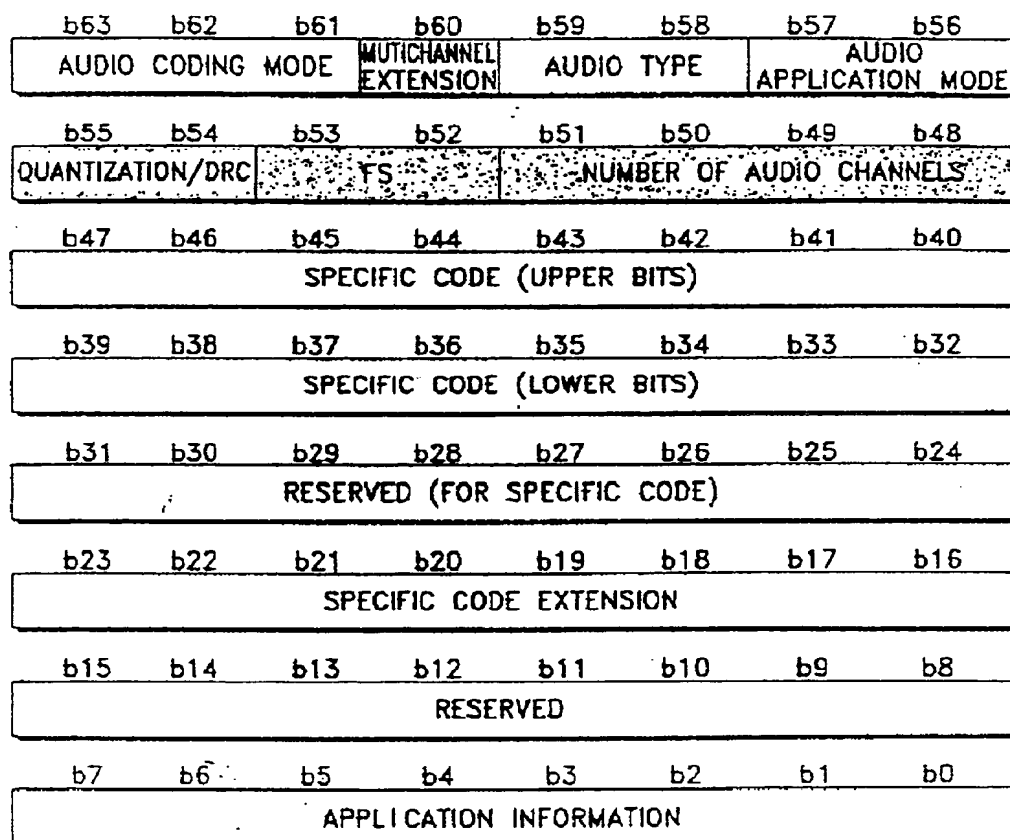 b63 b62 b61 b60 b59 b58 b57 b56
AUDIO CODING MODE MUTICHANNEL EXTENSION AUDIO TYPE AUDIO APPLICATION MODE
b55 b54 b53 b52 b51 b50 b49 b48
QUANTIZATION/DRC FS NUMBER OF AUDIO CHANNELS
b47 b46 b45 b44 b43 b42 b41 b40
SPECIFIC CODE (UPPER BITS)
b39 b38 b37 b36 b35 b34 b33 b32
SPECIFIC CODE (LOWER BITS)
b31 b30 b29 b28 b27 b26 b25 b24
RESERVED (FOR SPECIFIC CODE)
b23 b22 b21 b20 b19 b18 b17 b16
SPECIFIC CODE EXTENSION
b15 b14 b13 b12 b11 b10 b9 b8
RESERVED
b7 b6 b5 b4 b3 b2 b1 b0
APPLICATION INFORMATION